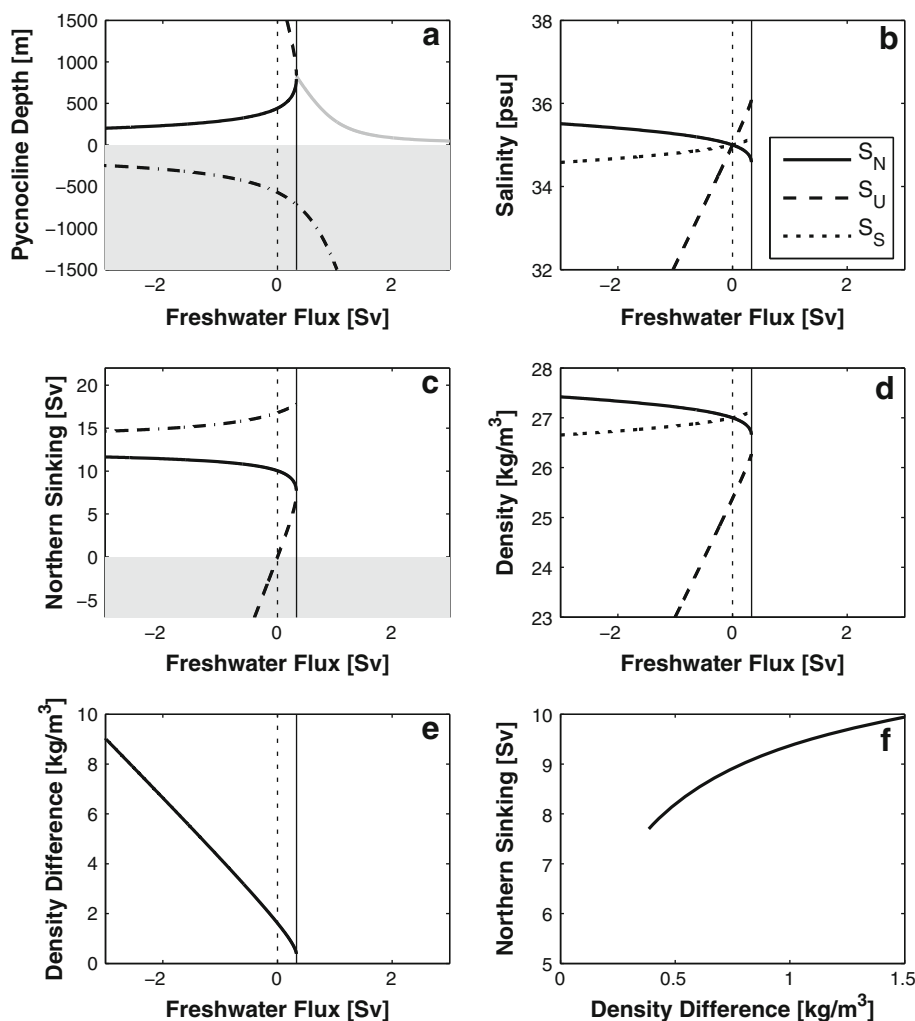 a
1500
1000
500
0
−500
−1000
−1500
−2
0
2
Pycnocline Depth [m]
Freshwater Flux [Sv]
b
38
36
34
32
−2
0
2
Salinity [psu]
Freshwater Flux [Sv]
S_N
S_U
S_S
c
20
15
10
5
0
−5
−2
0
2
Northern Sinking [Sv]
Freshwater Flux [Sv]
d
28
27
26
25
24
23
−2
0
2
Density [kg/m³]
Freshwater Flux [Sv]
e
10
8
6
4
2
0
−2
0
2
Density Difference [kg/m³]
Freshwater Flux [Sv]
f
10
9
8
7
6
5
0
0.5
1
1.5
Northern Sinking [Sv]
Density Difference [kg/m³]